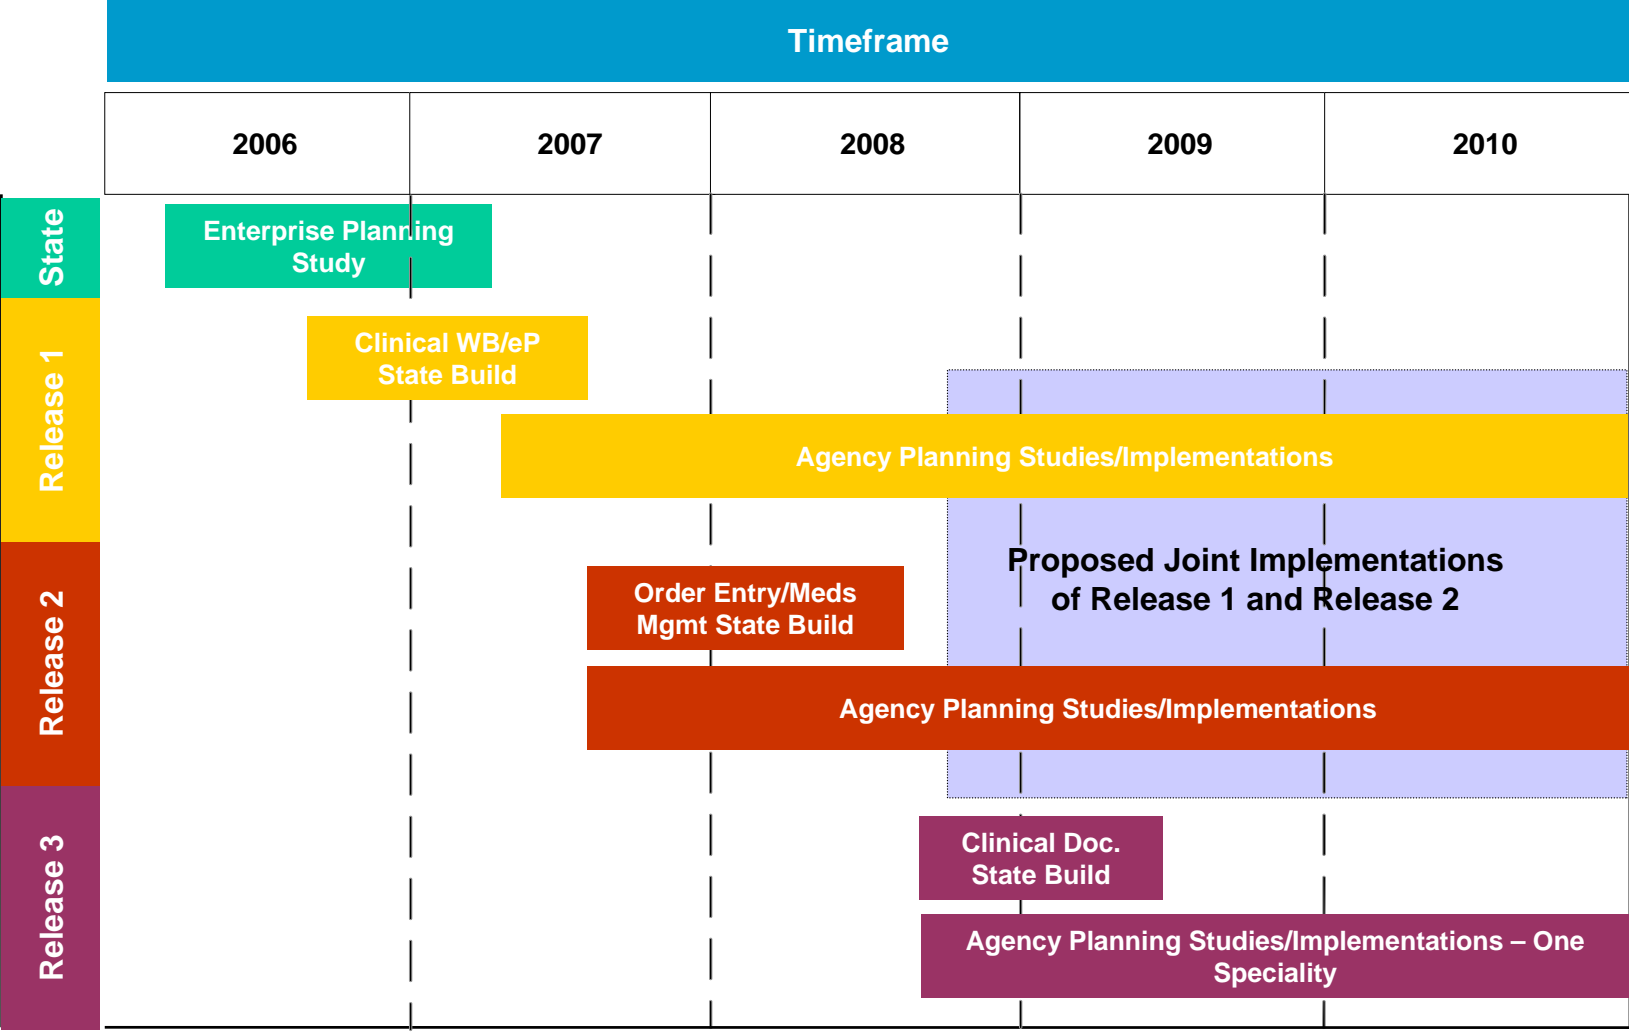 Timeframe
2006 2007 2008 2009 2010
State
Enterprise Planning
Study
Release 1
Clinical WB/eP
State Build
Agency Planning Studies/Implementations
Proposed Joint Implementations
of Release 1 and Release 2
Release 2
Order Entry/Meds
Mgmt State Build
Agency Planning Studies/Implementations
Release 3
Clinical Doc.
State Build
Agency Planning Studies/Implementations – One
Speciality